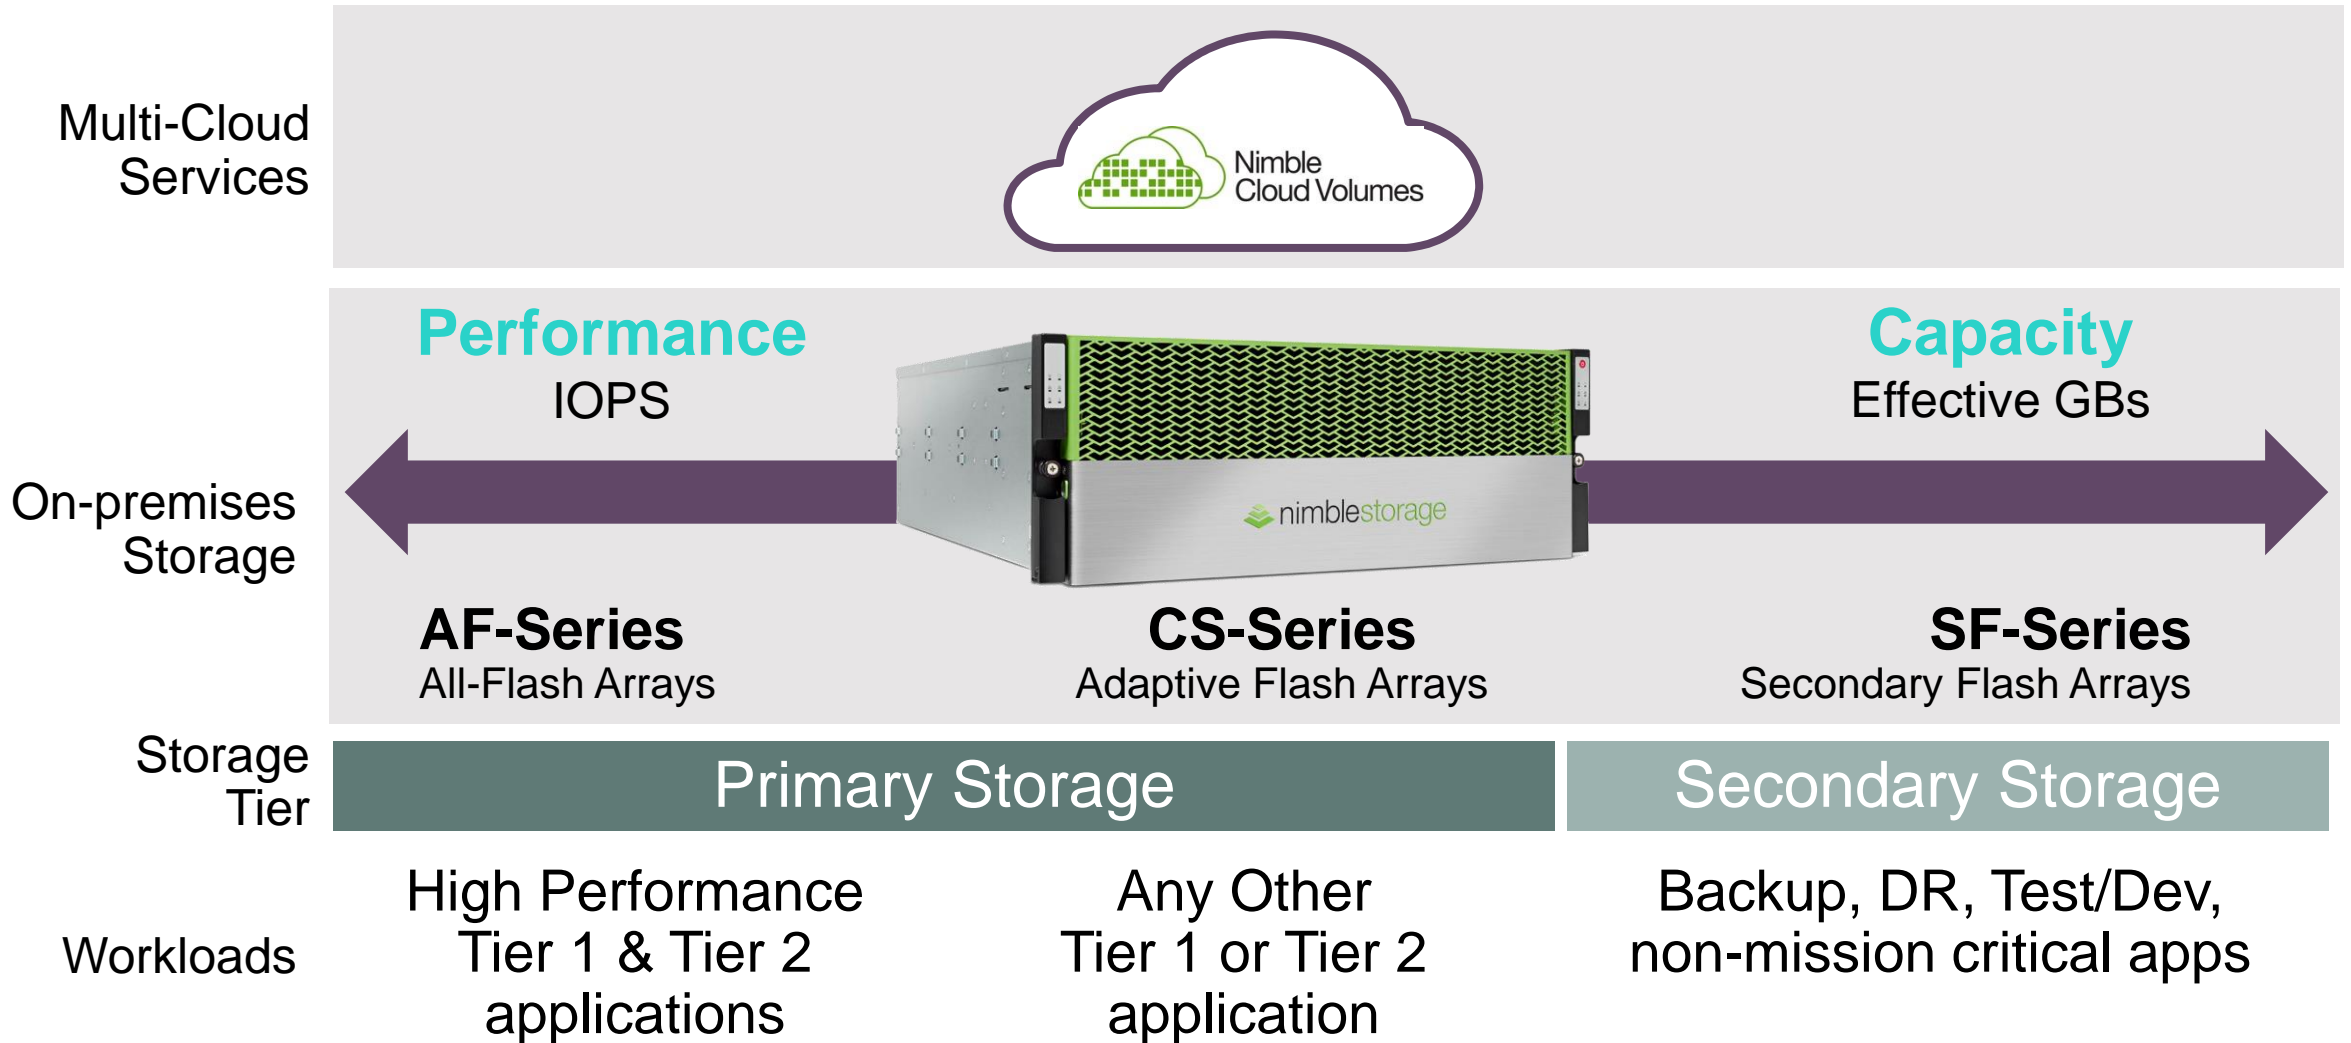 Multi-Cloud
Services
Nimble
Cloud Volumes
On-premises
Storage
Performance
IOPS
Capacity
Effective GBs
nimblestorage
AF-Series
All-Flash Arrays
CS-Series
Adaptive Flash Arrays
SF-Series
Secondary Flash Arrays
Storage
Tier
Primary Storage
Secondary Storage
Workloads
High Performance
Tier 1 & Tier 2
applications
Any Other
Tier 1 or Tier 2
application
Backup, DR, Test/Dev,
non-mission critical apps